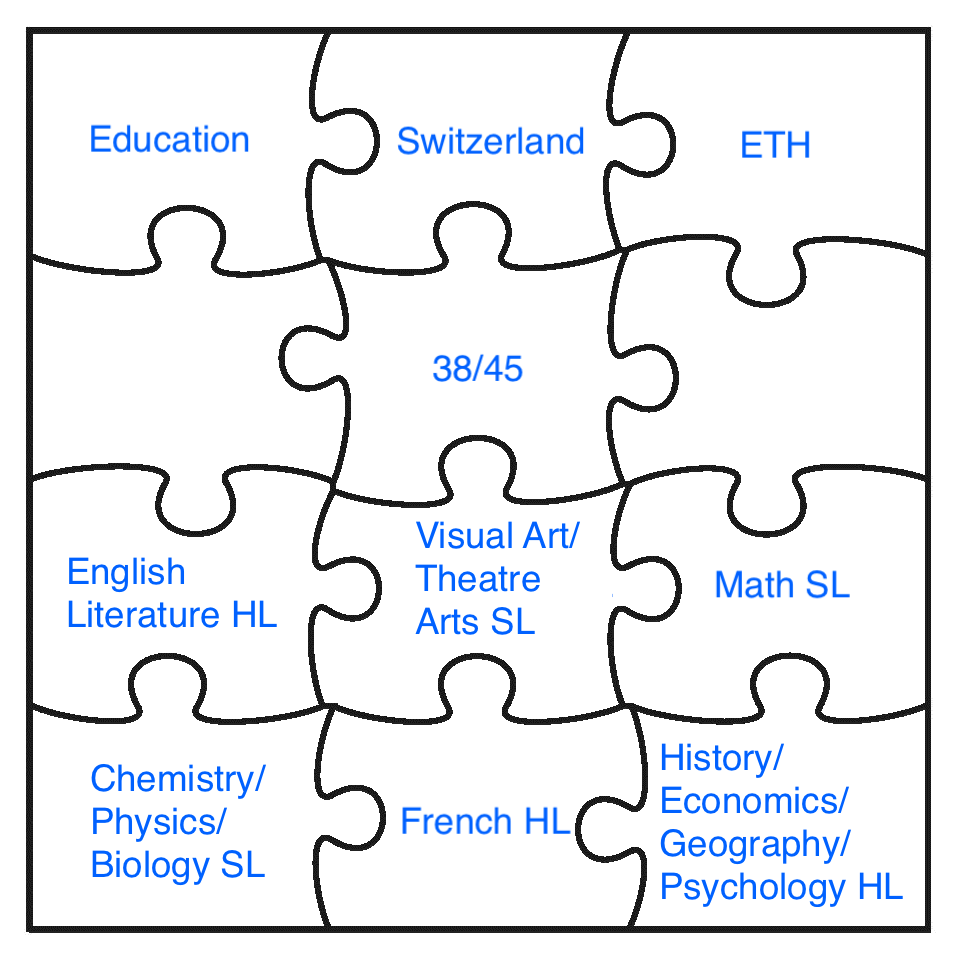 Education
Switzerland
ETH
38/45
English
Literature HL
Visual Art/
Theatre
Arts SL
Math SL
Chemistry/
Physics/
Biology SL
French HL
History/
Economics/
Geography/
Psychology HL